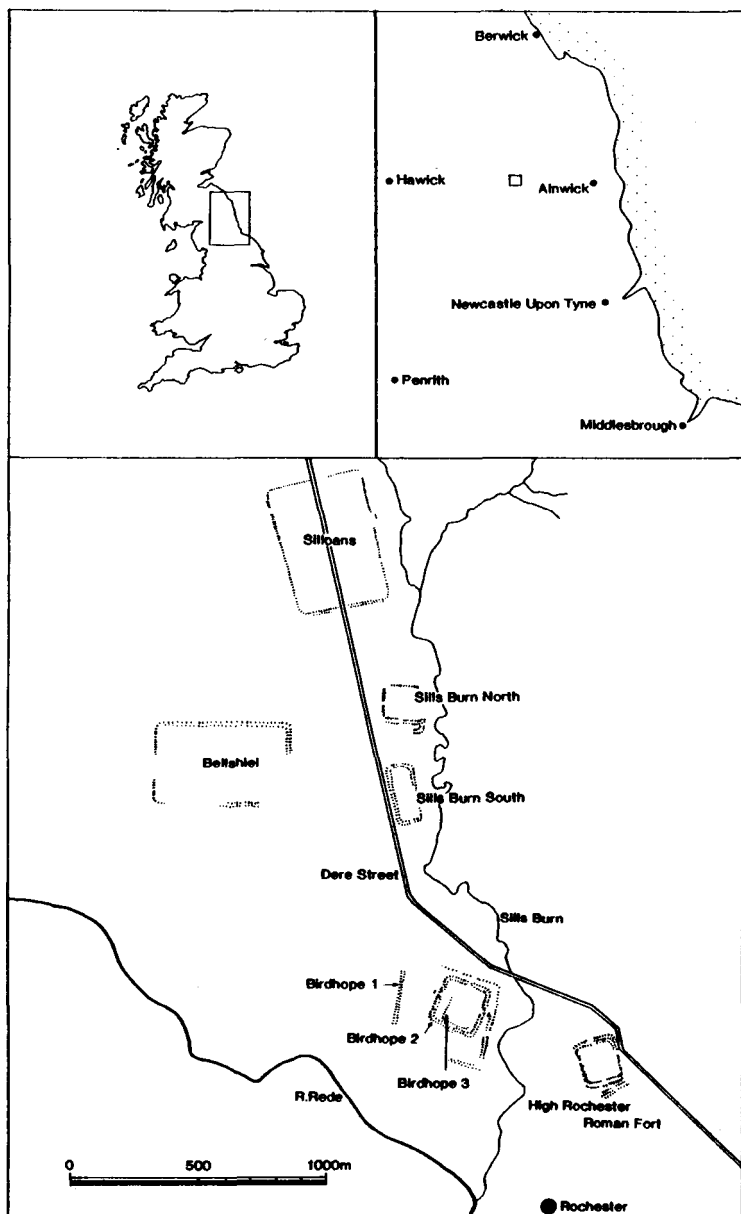 Berwick
Hawick
Alnwick
Newcastle Upon Tyne
Penrith
Middlesbrough
Silloans
Sills Burn North
Bellshiel
Sills Burn South
Dere Street
Sills Burn
Birdhope 1
Birdhope 2
Birdhope 3
R.Rede
High Rochester
Roman Fort
0 500 1000m
Rochester